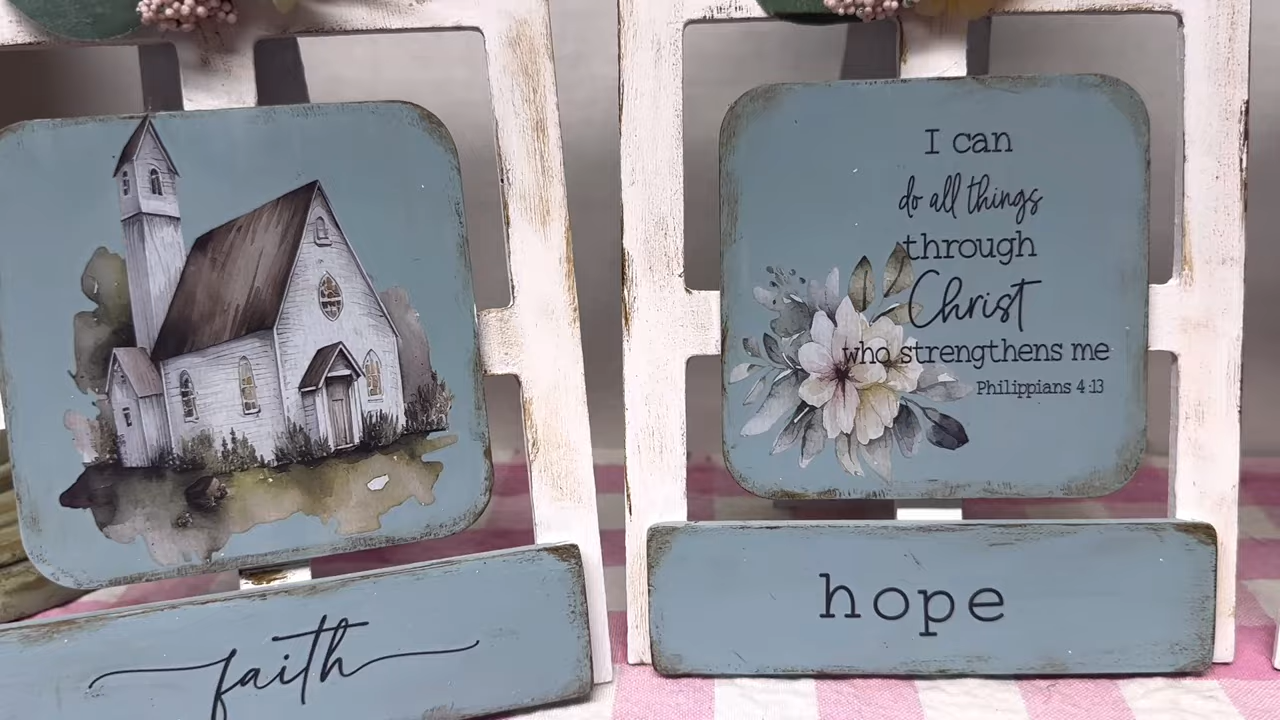 faith
I can
do all things
through
Christ
who strengthens me
Philippians 4:13
hope